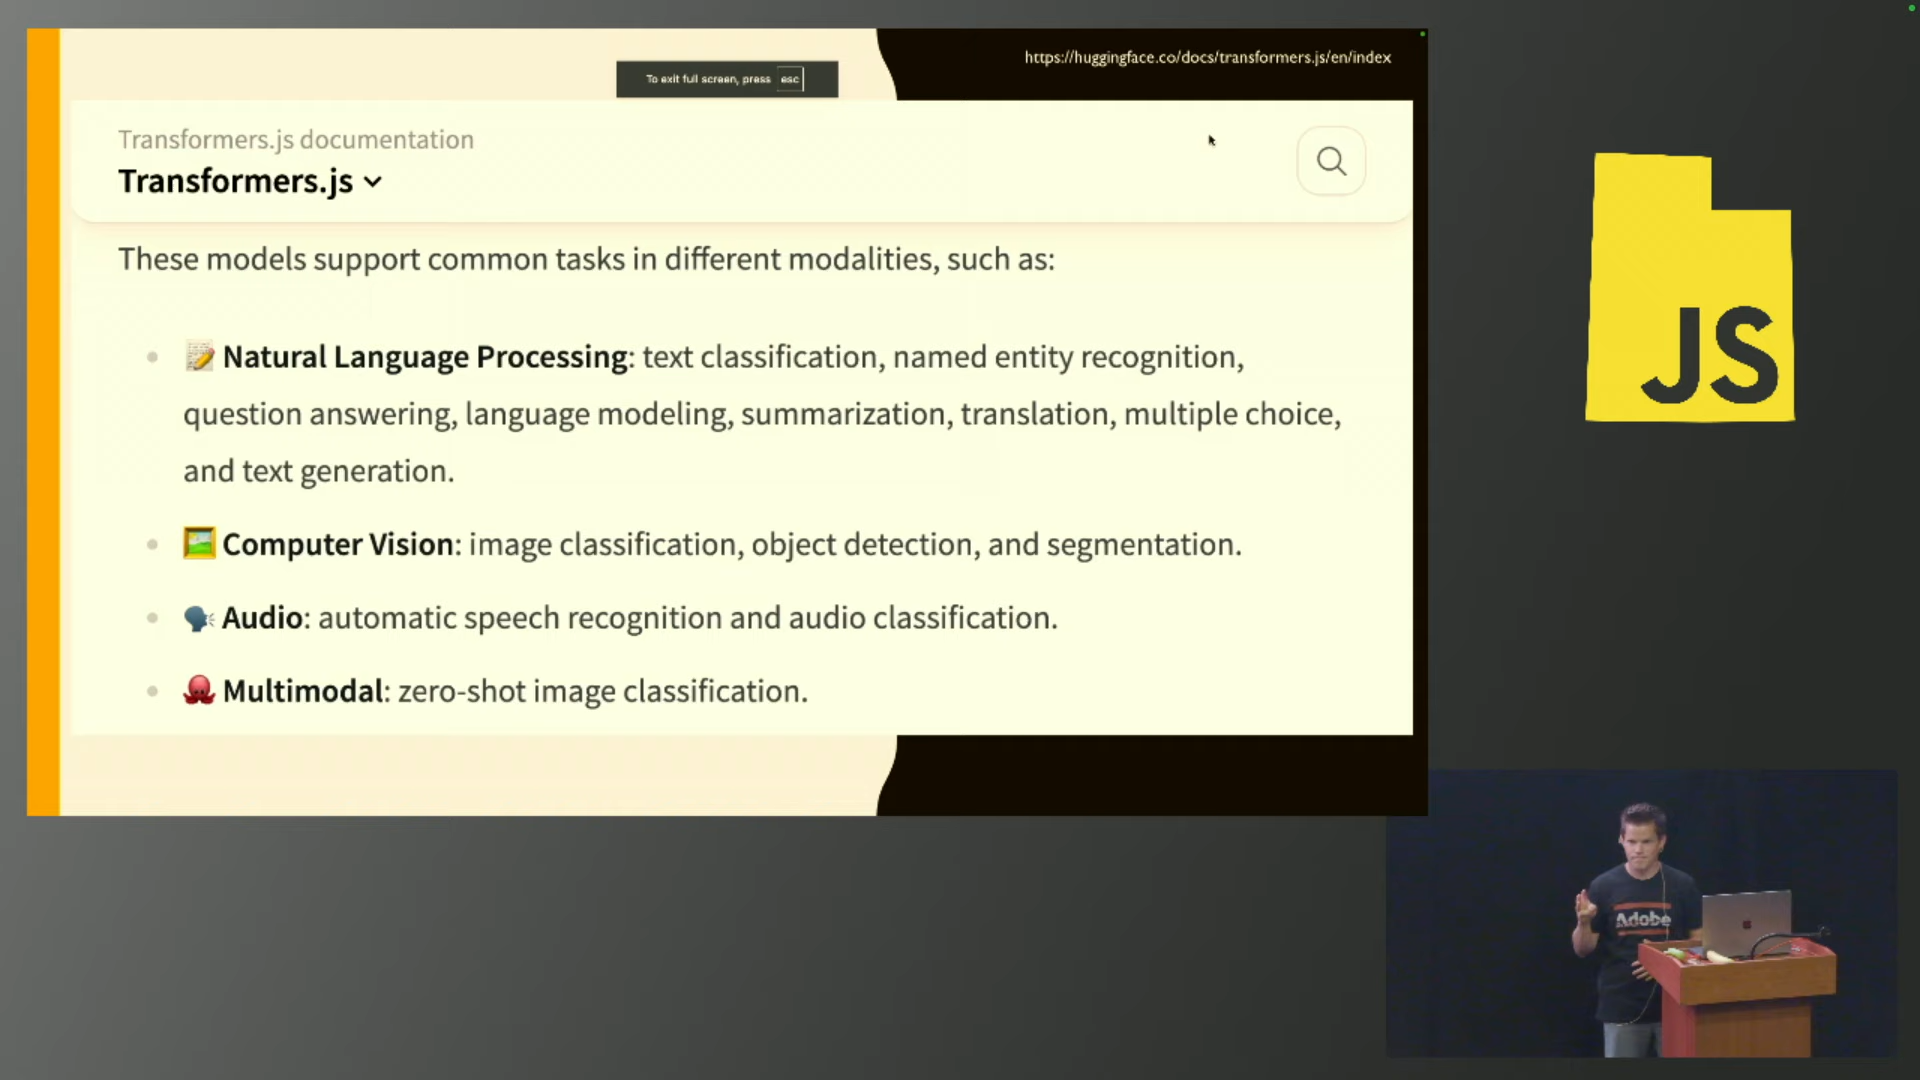 https://huggingface.co/docs/transformers.js/en/index
To exit full screen, press esc
Transformers.js documentation
Transformers.js
These models support common tasks in different modalities, such as:
Natural Language Processing: text classification, named entity recognition,
question answering, language modeling, summarization, translation, multiple choice,
and text generation.
Computer Vision: image classification, object detection, and segmentation.
Audio: automatic speech recognition and audio classification.
Multimodal: zero-shot image classification.
JS
Adobe